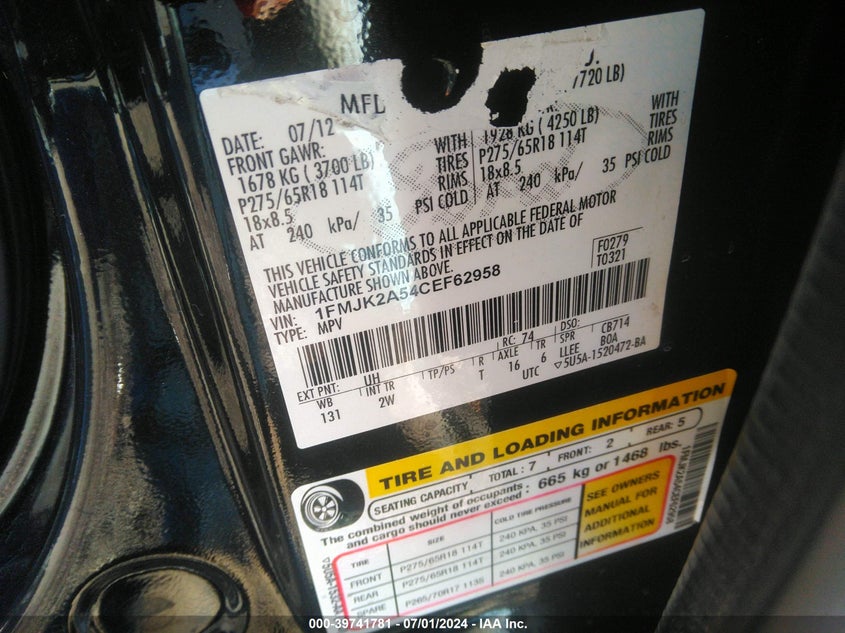 MFD
J.
7720 LB)
DATE: 07/12
FRONT GAWR:
1678 KG ( 3700 LB)
P275/65R18 114T
18x8.5
AT 240 kPa/ 35
WITH
TIRES
RIMS
PSI COLD
1928 KG ( 4250 LB)
P275/65R18 114T
18x8.5
AT 240 kPa/ 35
WITH
TIRES
RIMS
PSI COLD
THIS VEHICLE CONFORMS TO ALL APPLICABLE FEDERAL MOTOR
VEHICLE SAFETY STANDARDS IN EFFECT ON THE DATE OF
MANUFACTURE SHOWN ABOVE.
VIN: 1FMJK2A54CEF62958
TYPE: MPV
F0279
T0321
EXT PNT: UH RC: 74 DSO:
WB INT TR TP/PS R AXLE TR SPR CB714
131 2W T 16 6 LLEE BOA
UTC ▽5U5A-1520472-BA
TIRE AND LOADING INFORMATION
SEATING CAPACITY, TOTAL: 7 FRONT: 2 REAR: 5
The combined weight of occupants
and cargo should never exceed : 665 kg or 1468 lbs.
TIRE SIZE COLD TIRE PRESSURE
FRONT P275/65R18 114T 240 KPA, 35 PSI
REAR P275/65R18 114T 240 KPA, 35 PSI
SPARE P265/70R17 113S 240 KPA, 35 PSI
SEE OWNERS
MANUAL FOR
ADDITIONAL
INFORMATION
000-39741781 - 07/01/2024 - IAA Inc.